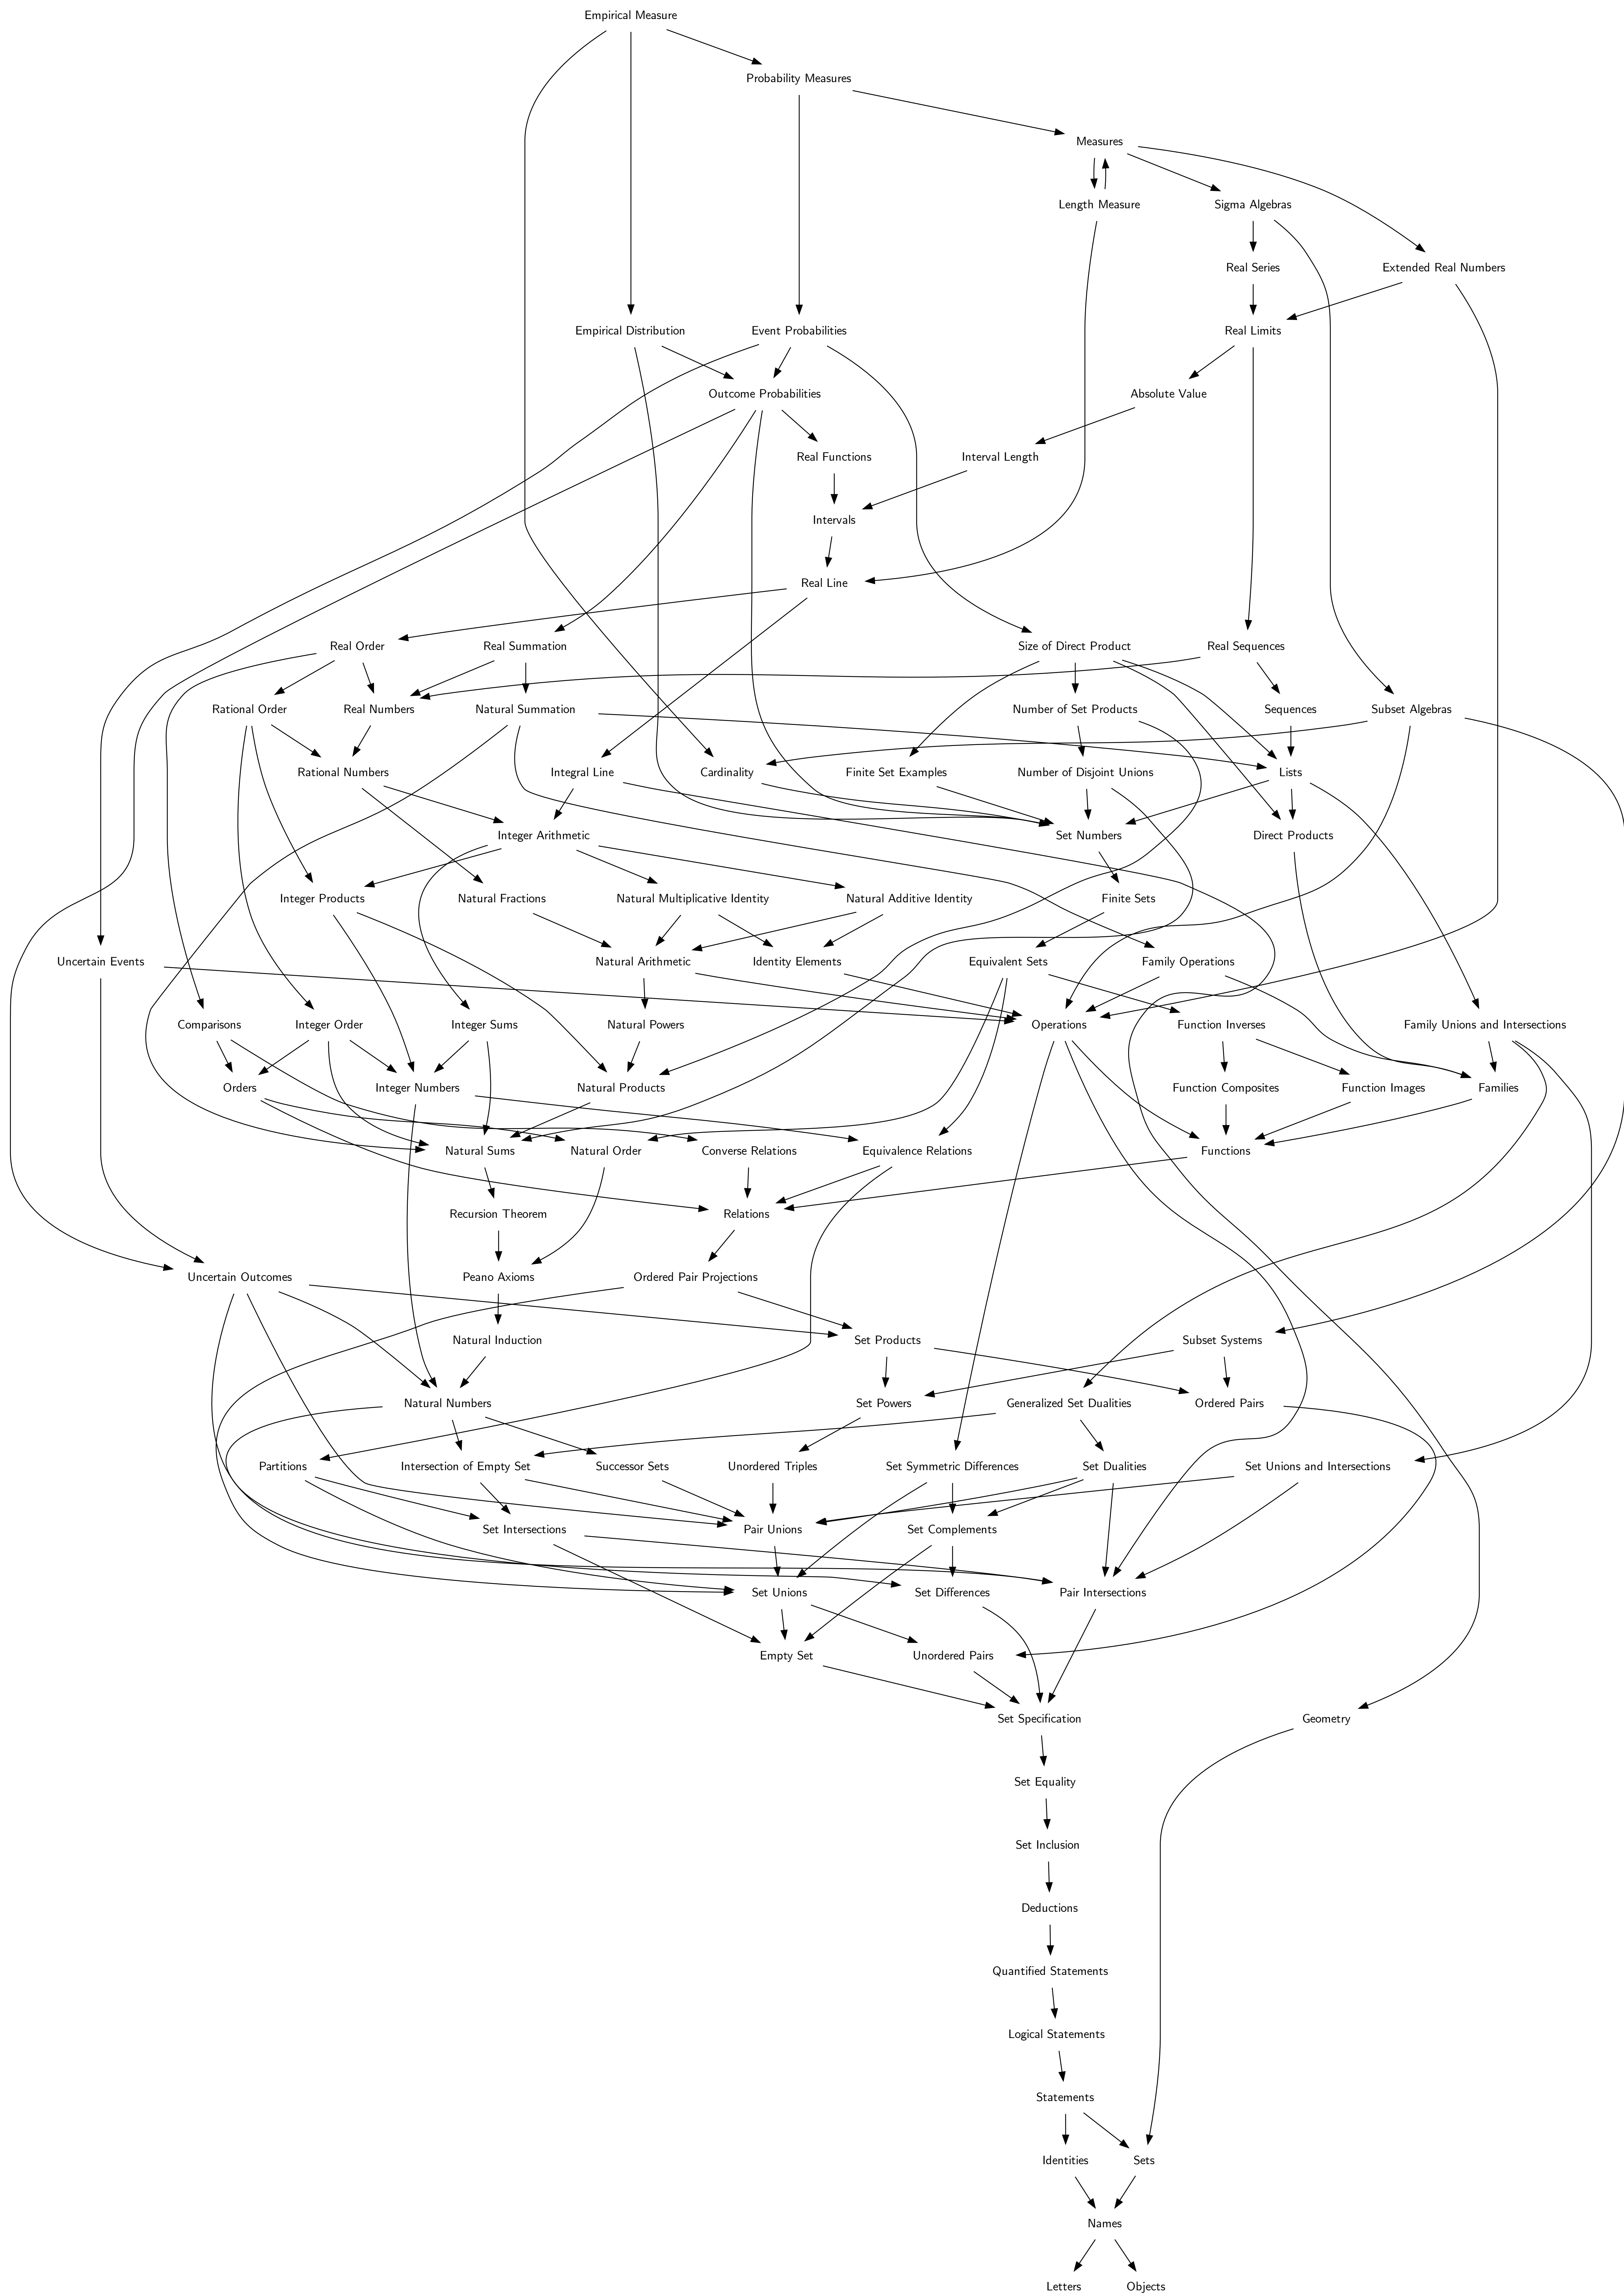 Empirical Measure
Probability Measures
Measures
Length Measure
Sigma Algebras
Real Series
Extended Real Numbers
Empirical Distribution
Event Probabilities
Real Limits
Outcome Probabilities
Absolute Value
Real Functions
Interval Length
Intervals
Real Line
Real Order
Real Summation
Size of Direct Product
Real Sequences
Rational Order
Real Numbers
Natural Summation
Number of Set Products
Sequences
Subset Algebras
Rational Numbers
Integral Line
Cardinality
Finite Set Examples
Number of Disjoint Unions
Lists
Integer Arithmetic
Set Numbers
Direct Products
Integer Products
Natural Fractions
Natural Multiplicative Identity
Natural Additive Identity
Finite Sets
Uncertain Events
Natural Arithmetic
Identity Elements
Equivalent Sets
Family Operations
Comparisons
Integer Order
Integer Sums
Natural Powers
Operations
Function Inverses
Family Unions and Intersections
Orders
Integer Numbers
Natural Products
Function Composites
Function Images
Families
Natural Sums
Natural Order
Converse Relations
Equivalence Relations
Functions
Recursion Theorem
Relations
Uncertain Outcomes
Peano Axioms
Ordered Pair Projections
Natural Induction
Set Products
Subset Systems
Natural Numbers
Set Powers
Generalized Set Dualities
Ordered Pairs
Partitions
Intersection of Empty Set
Successor Sets
Unordered Triples
Set Symmetric Differences
Set Dualities
Set Unions and Intersections
Set Intersections
Pair Unions
Set Complements
Set Unions
Set Differences
Pair Intersections
Empty Set
Unordered Pairs
Set Specification
Geometry
Set Equality
Set Inclusion
Deductions
Quantified Statements
Logical Statements
Statements
Identities
Sets
Names
Letters
Objects